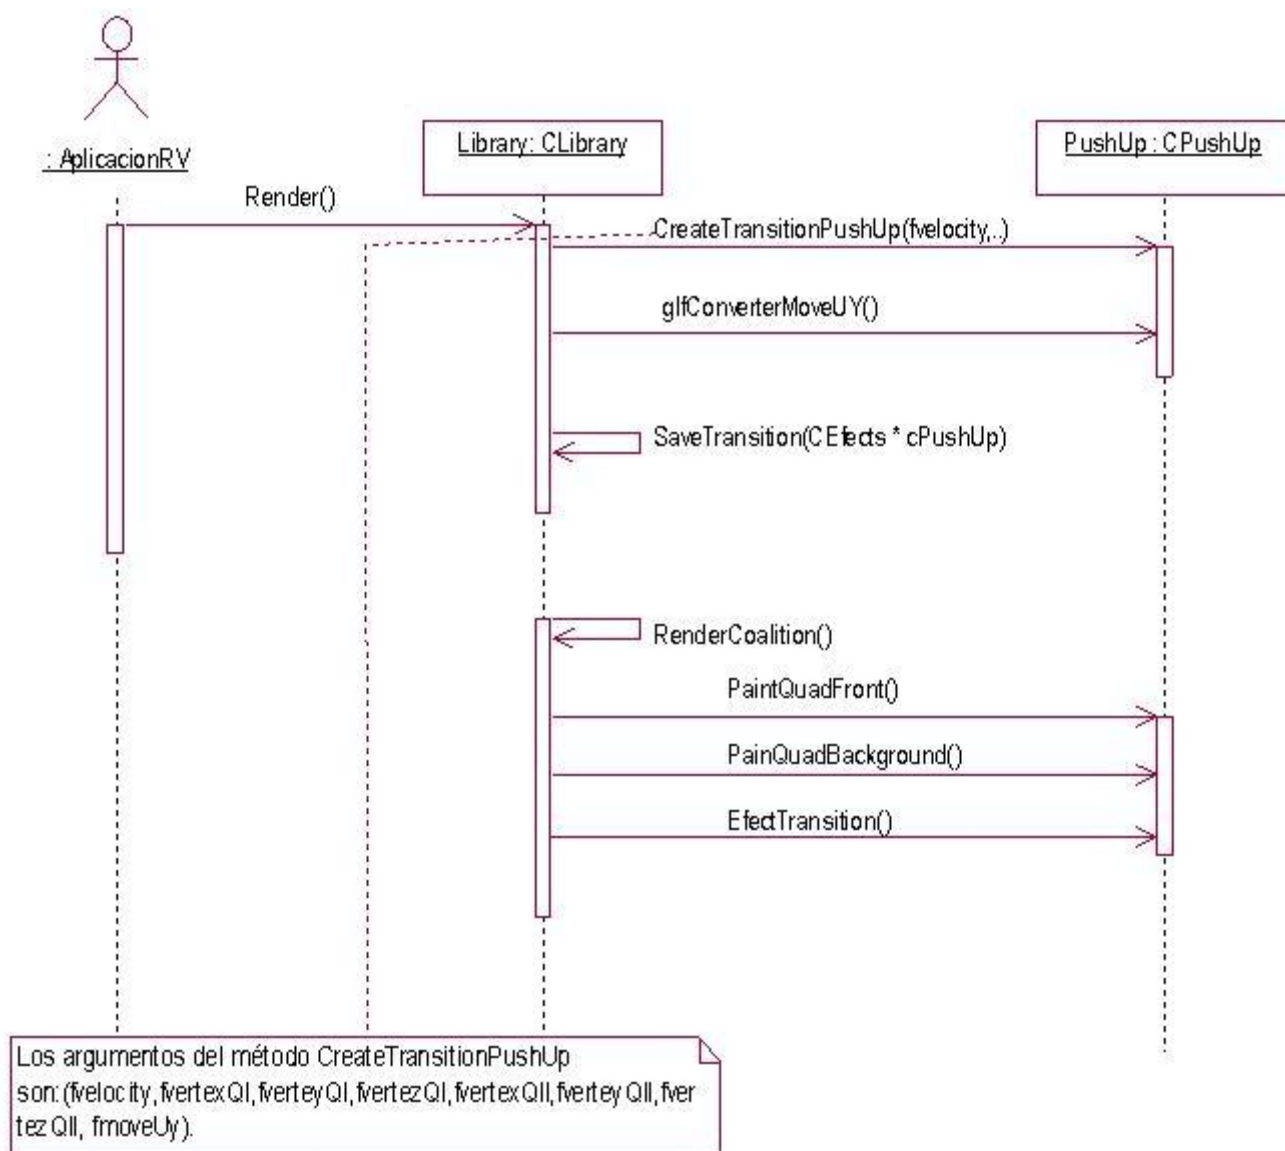 : AplicacionRV
Library: CLibrary
PushUp : CPushUp
Render()
CreateTransitionPushUp(fvelocity,..)
glfConverterMoveUY()
SaveTransition(CEfects * cPushUp)
RenderCoalition()
PaintQuadFront()
PainQuadBackground()
EfectTransition()
Los argumentos del método CreateTransitionPushUp
son:(fvelocity,fvertexQI,fverteyQI,fvertezQI,fvertexQII,fverteyQII,fver
tezQII, fmoveUy).